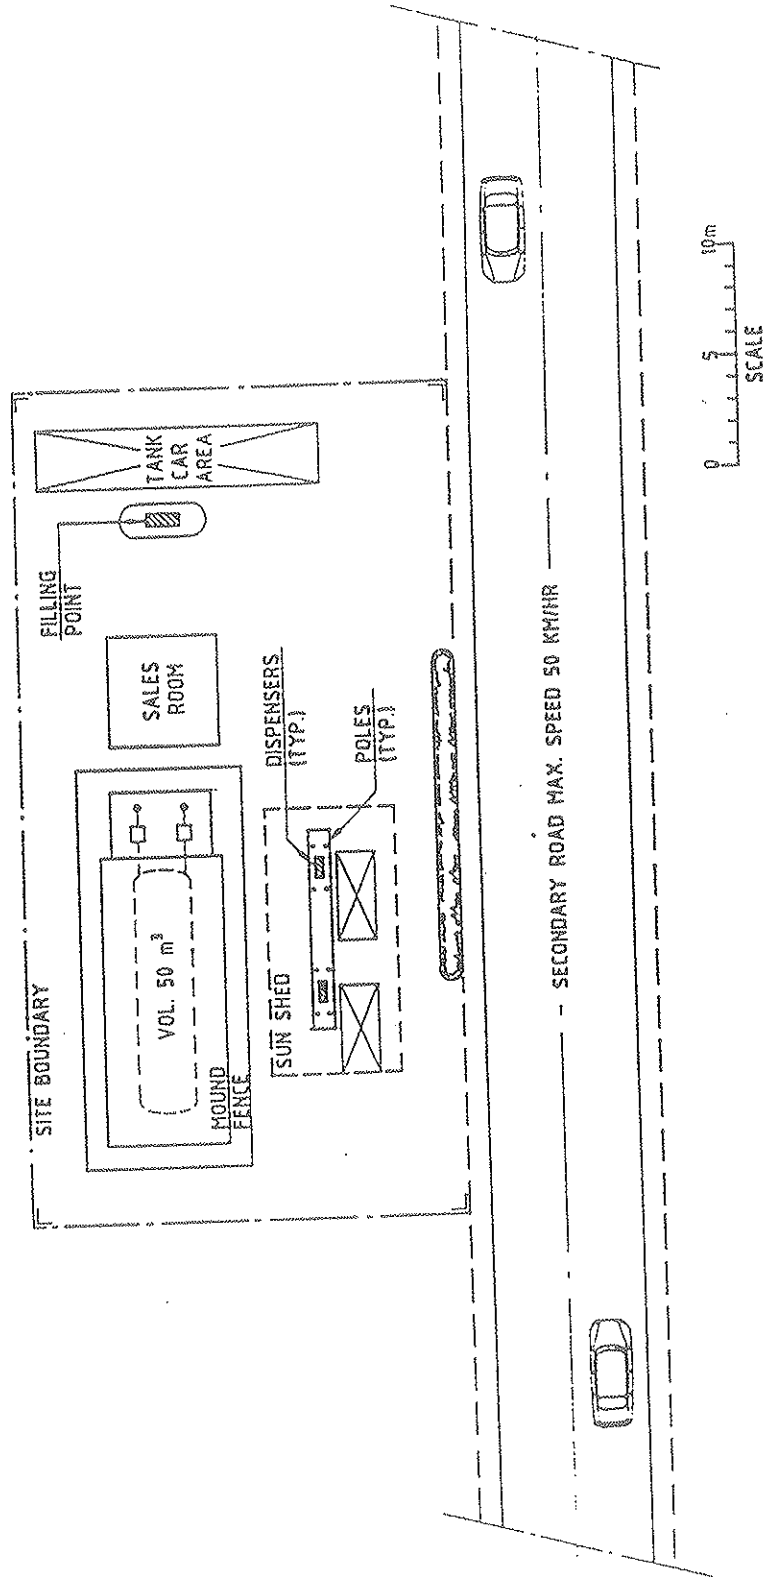 SITE BOUNDARY
FILLING
POINT
TANK
CAR
AREA
VOL. 50 m³
SALES
ROOM
MOUND
FENCE
SUN SHED
DISPENSERS
(TYP.)
POLES
(TYP.)
SECONDARY ROAD MAX. SPEED 50 KM/HR
0 5 10m
SCALE